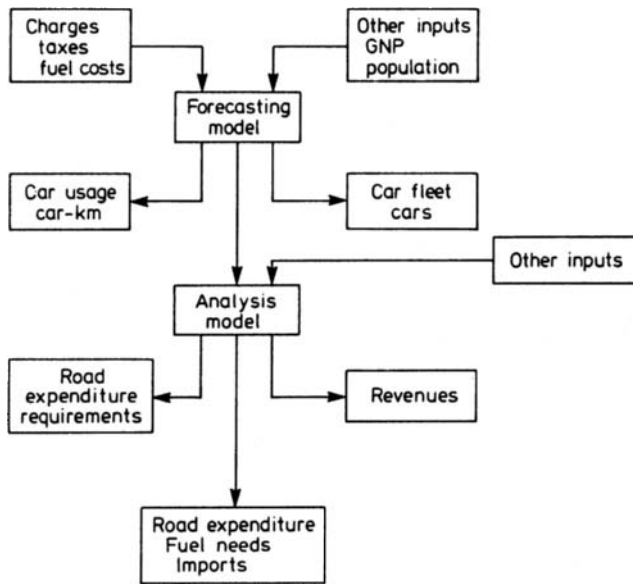 Charges
taxes
fuel costs
Other inputs
GNP
population
Forecasting
model
Car usage
car-km
Car fleet
cars
Other inputs
Analysis
model
Road
expenditure
requirements
Revenues
Road expenditure
Fuel needs
Imports